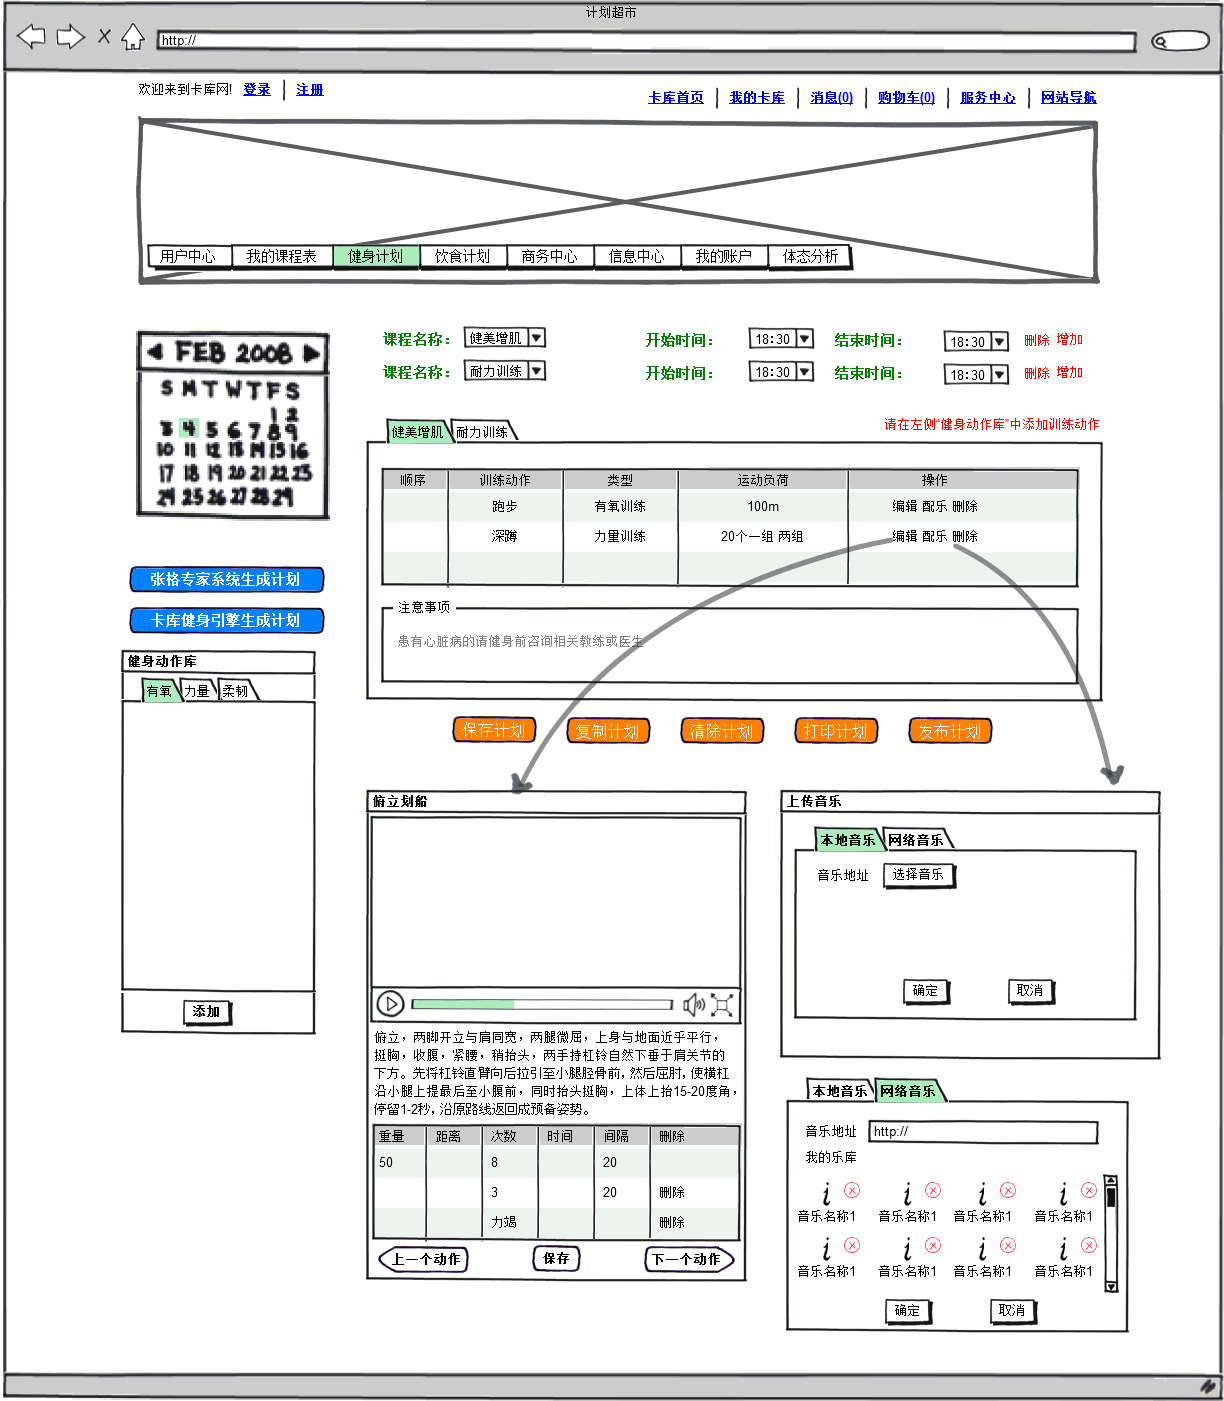 计划超市
http://
欢迎来到卡库网! 登录 注册
卡库首页 我的卡库 消息(0) 购物车(0) 服务中心 网站导航
用户中心 我的课程表 健身计划 饮食计划 商务中心 信息中心 我的账户 体态分析
FEB 2008
S M T W T F S
1 2
3 4 5 6 7 8 9
10 11 12 13 14 15 16
17 18 19 20 21 22 23
24 25 26 27 28 29
课程名称： 健美增肌 开始时间： 18:30 结束时间： 18:30 删除 增加
课程名称： 耐力训练 开始时间： 18:30 结束时间： 18:30 删除 增加
健美增肌 耐力训练
请在左侧“健身动作库”中添加训练动作
顺序 训练动作 类型 运动负荷 操作
跑步 有氧训练 100m 编辑 配乐 删除
深蹲 力量训练 20个一组 两组 编辑 配乐 删除
注意事项
患有心脏病的请健身前咨询相关教练或医生
张格专家系统生成计划
卡库健身引擎生成计划
健身动作库
有氧 力量 柔韧
添加
保存计划 复制计划 清除计划 打印计划 发布计划
俯立划船
俯立，两脚开立与肩同宽，两腿微屈，上身与地面近乎平行，
挺胸，收腹，紧腰，稍抬头，两手持杠铃自然下垂于肩关节的
下方。先将杠铃直臂向后拉引至小腿胫骨前，然后屈肘，使横杠
沿小腿上提最后至小腹前，同时抬头挺胸，上体上抬15-20度角，
停留1-2秒，沿原路线返回成预备姿势。
重量 距离 次数 时间 间隔 删除
50 8 20
3 20 删除
力竭 删除
上一个动作 保存 下一个动作
上传音乐
本地音乐 网络音乐
音乐地址 选择音乐
确定 取消
本地音乐 网络音乐
音乐地址 http://
我的乐库
音乐名称1 音乐名称1 音乐名称1 音乐名称1
音乐名称1 音乐名称1 音乐名称1 音乐名称1
确定 取消